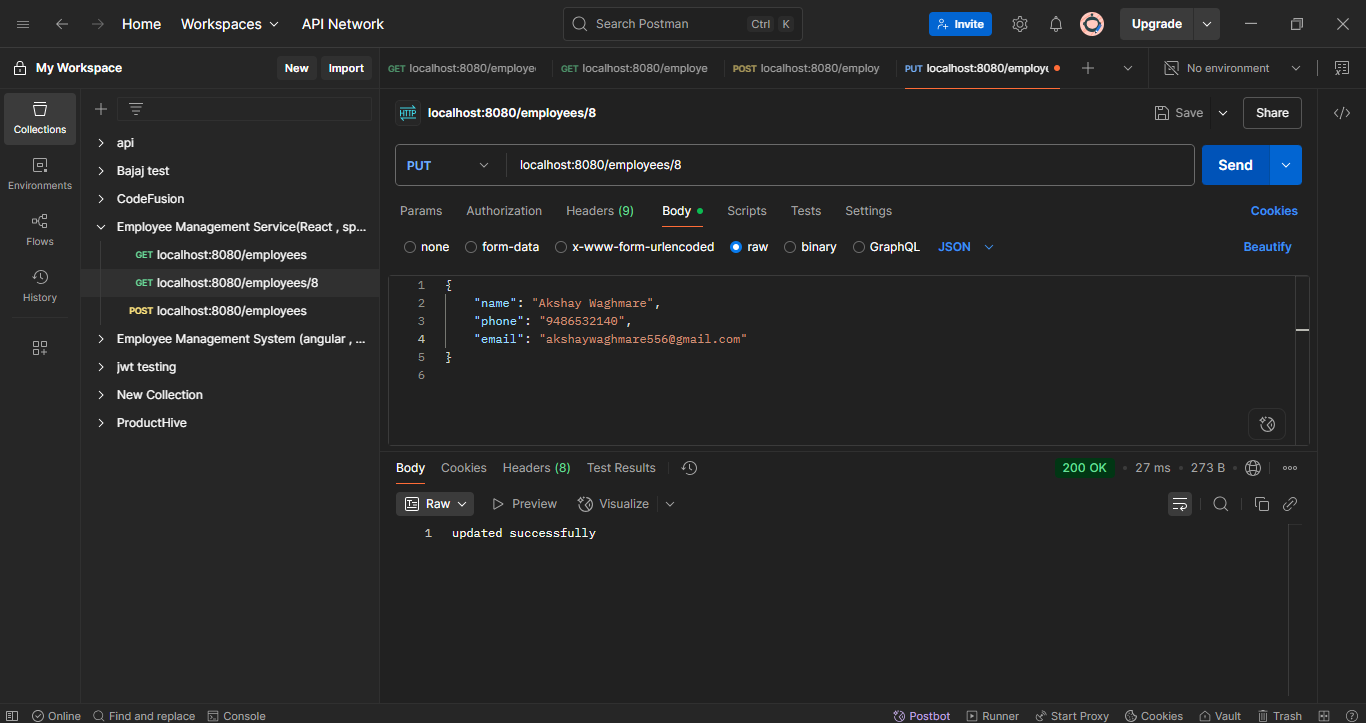 Home Workspaces API Network Search Postman Ctrl K Invite Upgrade
My Workspace New Import GET localhost:8080/employe GET localhost:8080/employe POST localhost:8080/employ PUT localhost:8080/employ No environment
Collections
Environments
Flows
History
api
Bajaj test
CodeFusion
Employee Management Service(React , sp...
GET localhost:8080/employees
GET localhost:8080/employees/8
POST localhost:8080/employees
Employee Management System (angular , ...
jwt testing
New Collection
ProductHive
HTTP localhost:8080/employees/8 Save Share
PUT localhost:8080/employees/8 Send
Params Authorization Headers (9) Body Scripts Tests Settings Cookies
none form-data x-www-form-urlencoded raw binary GraphQL JSON Beautify
1 {
2 "name": "Akshay Waghmare",
3 "phone": "9486532140",
4 "email": "akshaywaghmare556@gmail.com"
5 }
6
Body Cookies Headers (8) Test Results 200 OK • 27 ms • 273 B
Raw Preview Visualize
1 updated successfully
Online Find and replace Console Postbot Runner Start Proxy Cookies Vault Trash